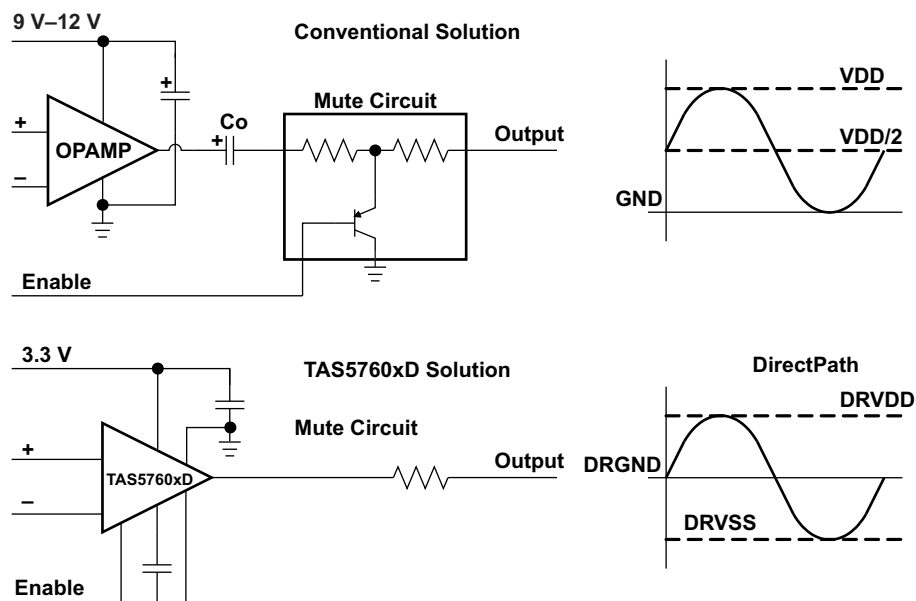 9 V–12 V
Conventional Solution
Mute Circuit
+
Co
+
+
OPAMP
–
Output
Enable
VDD
VDD/2
GND
3.3 V
TAS5760xD Solution
Mute Circuit
+
TAS5760xD
–
Output
Enable
DirectPath
DRVDD
DRGND
DRVSS